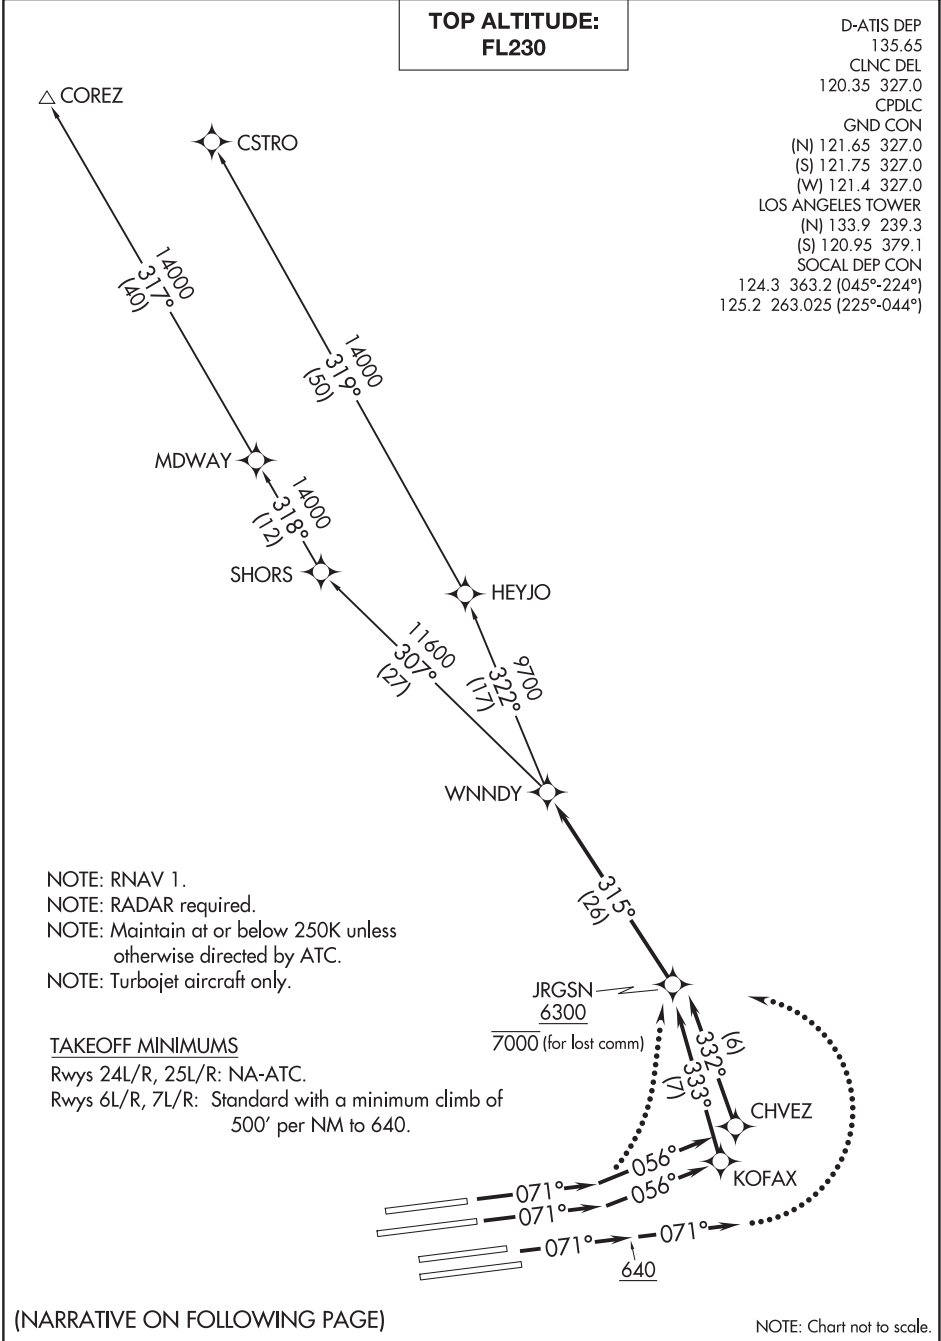 TOP ALTITUDE:
FL230
D-ATIS DEP
135.65
CLNC DEL
120.35 327.0
CPDLC
GND CON
(N) 121.65 327.0
(S) 121.75 327.0
(W) 121.4 327.0
LOS ANGELES TOWER
(N) 133.9 239.3
(S) 120.95 379.1
SOCAL DEP CON
124.3 363.2 (045°-224°)
125.2 263.025 (225°-044°)
COREZ
CSTRO
14000
317°
(40)
14000
319°
(50)
MDWAY
14000
318°
(12)
SHORS
HEYJO
11600
307°
(27)
9700
322°
(17)
WNNDY
315°
(26)
NOTE: RNAV 1.
NOTE: RADAR required.
NOTE: Maintain at or below 250K unless
otherwise directed by ATC.
NOTE: Turbojet aircraft only.
JRGSN
6300
7000 (for lost comm)
TAKEOFF MINIMUMS
Rwys 24L/R, 25L/R: NA-ATC.
Rwys 6L/R, 7L/R: Standard with a minimum climb of
500' per NM to 640.
332°
(6)
333°
(7)
CHVEZ
KOFAX
071°
056°
071°
056°
071°
071°
640
(NARRATIVE ON FOLLOWING PAGE)
NOTE: Chart not to scale.